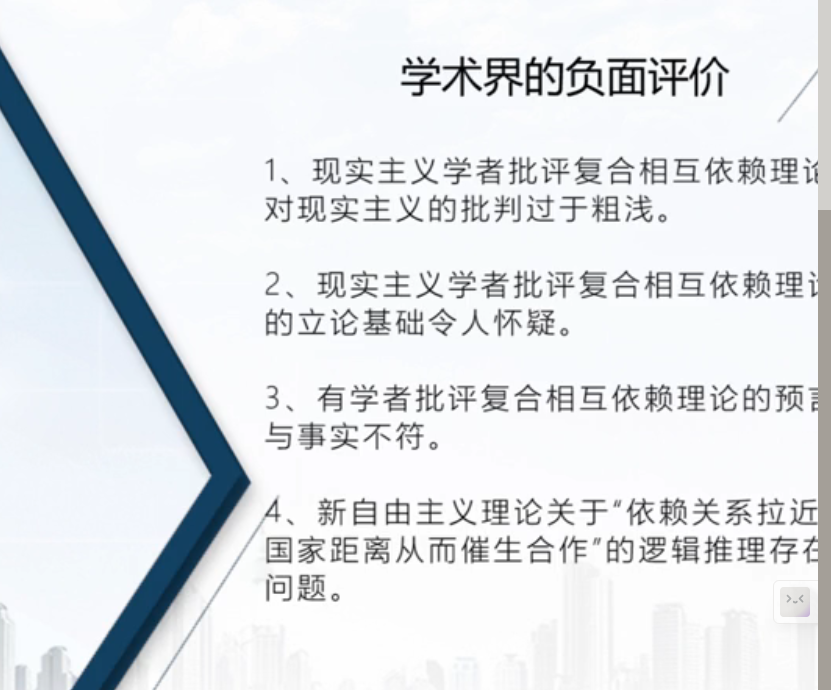 学术界的负面评价
1、现实主义学者批评复合相互依赖理论
对现实主义的批判过于粗浅。
2、现实主义学者批评复合相互依赖理论
的立论基础令人怀疑。
3、有学者批评复合相互依赖理论的预言
与事实不符。
4、新自由主义理论关于“依赖关系拉近
国家距离从而催生合作”的逻辑推理存在
问题。